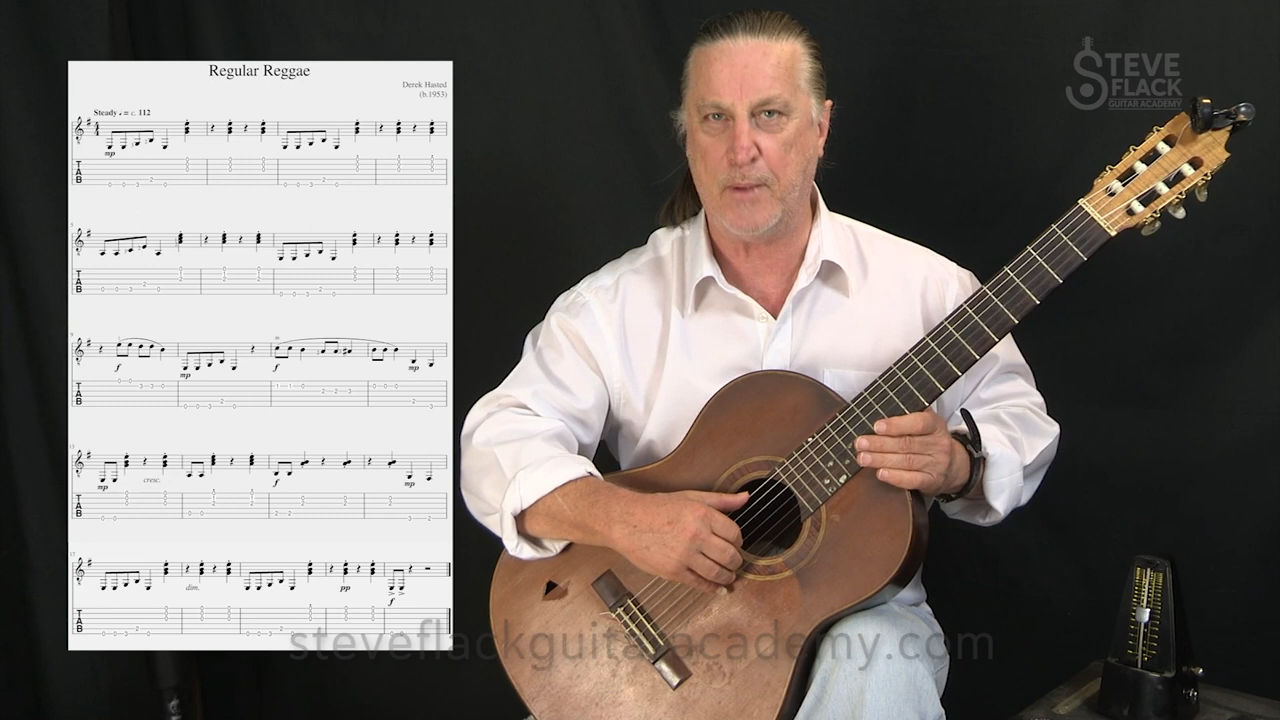 Regular Reggae
Derek Hasted
(b.1953)
Steady ♩ = c. 112
mp
f
mp
f
mp
mp
cresc.
f
mp
dim.
pp
f
STEVE
FLACK
GUITAR ACADEMY
steveflackguitaracademy.com